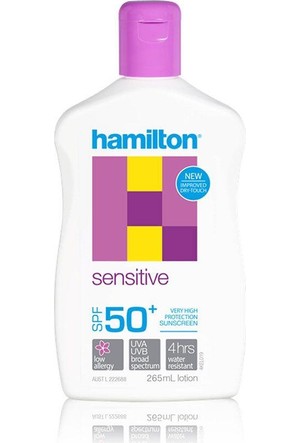 hamilton®
NEW
IMPROVED
DRY-TOUCH
sensitive
SPF 50+
VERY HIGH
PROTECTION
SUNSCREEN
low
allergy
UVA
UVB
broad
spectrum
4hrs
water
resistant
265mL lotion